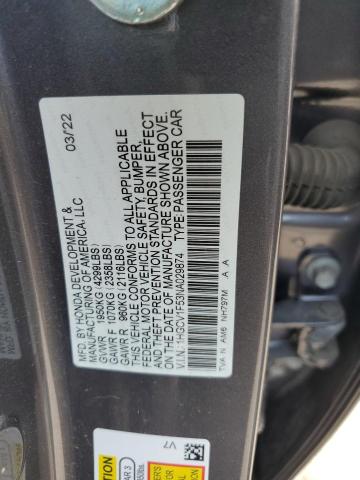 MFD. BY HONDA DEVELOPMENT &
MANUFACTURING OF AMERICA, LLC
03/22
GVWR 1950KG (4299LBS)
GAWR F 1070KG (2358LBS)
GAWR R 960KG (2116LBS)
THIS VEHICLE CONFORMS TO ALL APPLICABLE
FEDERAL MOTOR VEHICLE SAFETY, BUMPER,
AND THEFT PREVENTION STANDARDS IN EFFECT
ON THE DATE OF MANUFACTURE SHOWN ABOVE.
V.I.N.: 1HGCV1F53NA029874
TYPE:PASSENGER CAR
TVA N AM6 NH797M A A
V7